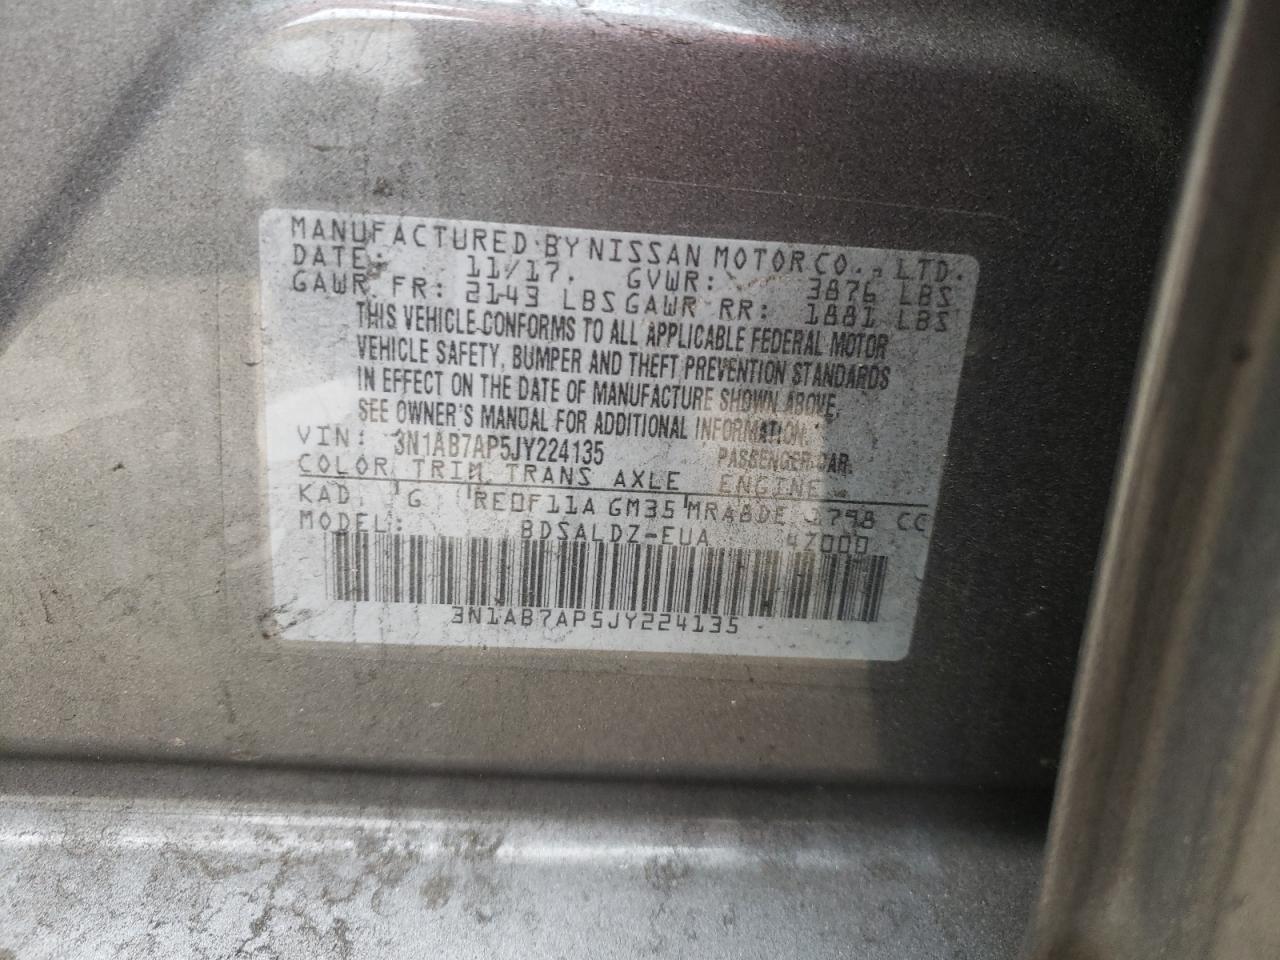 MANUFACTURED BY NISSAN MOTOR CO., LTD.
DATE: 11/17. GVWR: 3876 LBS
GAWR FR: 2143 LBS GAWR RR: 1881 LBS
THIS VEHICLE CONFORMS TO ALL APPLICABLE FEDERAL MOTOR
VEHICLE SAFETY, BUMPER AND THEFT PREVENTION STANDARDS
IN EFFECT ON THE DATE OF MANUFACTURE SHOWN ABOVE.
SEE OWNER'S MANUAL FOR ADDITIONAL INFORMATION.
VIN: 3N1AB7AP5JY224135 PASSENGER CAR
COLOR TRIM TRANS AXLE ENGINE
KAD G RE0F11A GM35 MRA8DE 1798 CC
MODEL: BDSALDZ-EUA 47000
3N1AB7AP5JY224135